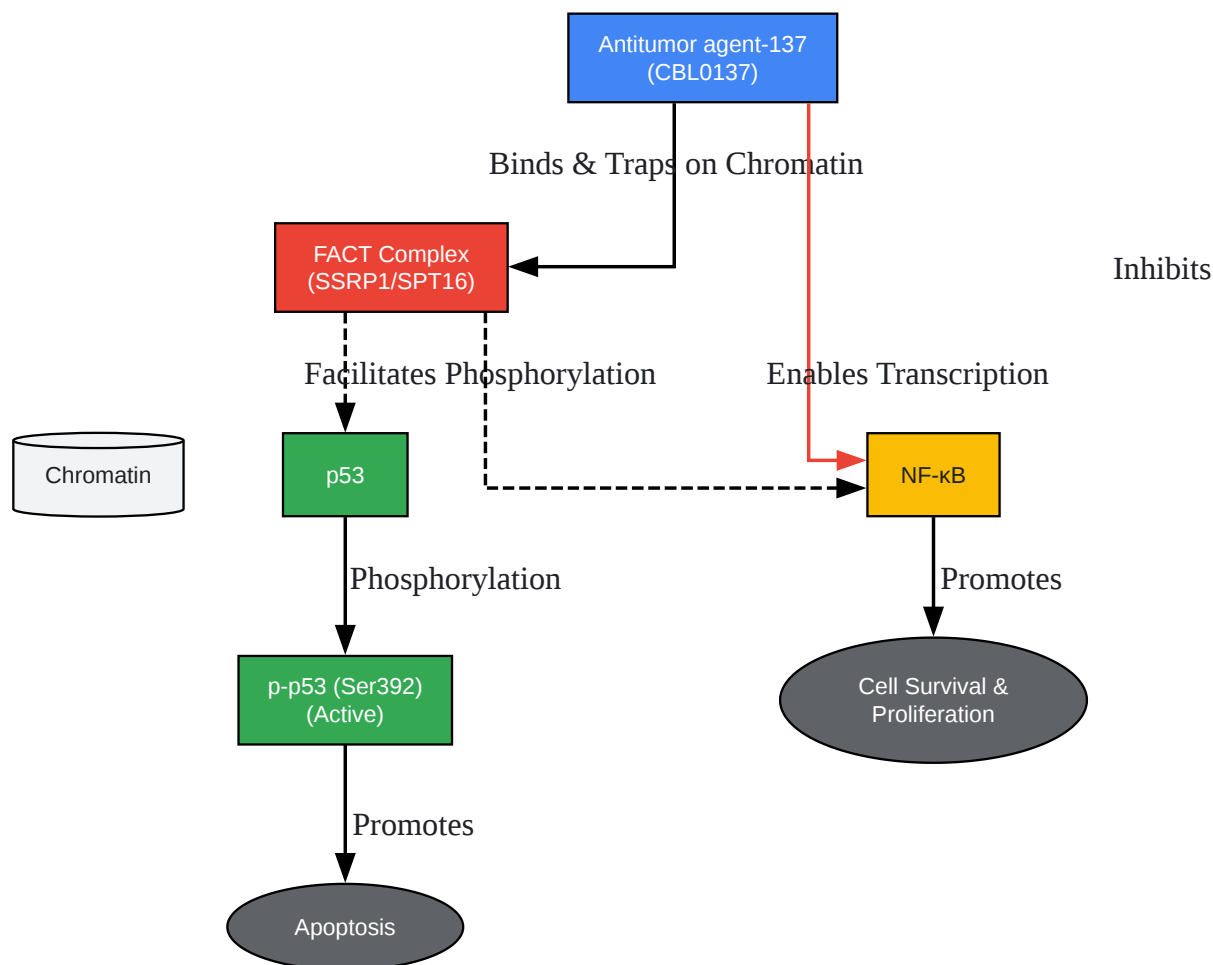 Antitumor agent-137
(CBL0137)
Binds & Traps on Chromatin
FACT Complex
(SSRP1/SPT16)
Inhibits
Facilitates Phosphorylation
Enables Transcription
Chromatin
p53
NF-κB
Phosphorylation
Promotes
p-p53 (Ser392)
(Active)
Cell Survival &
Proliferation
Promotes
Apoptosis